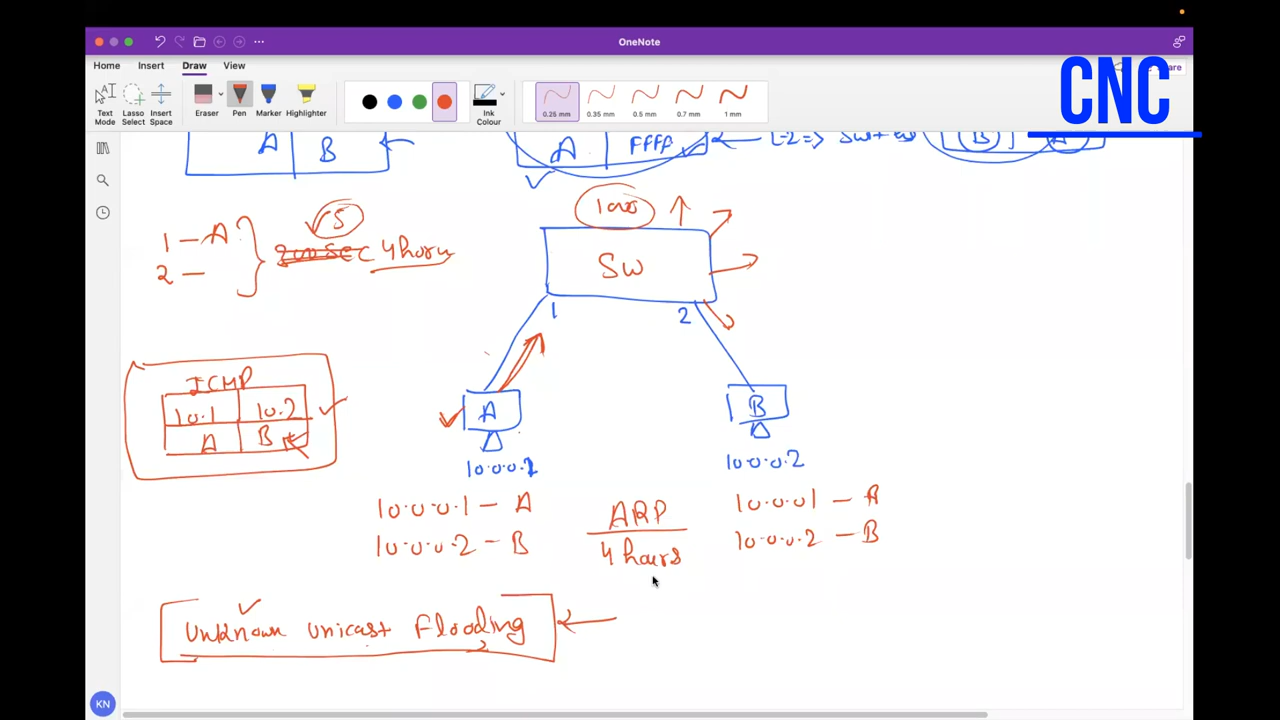 OneNote
Home Insert Draw View
CNC
Text Mode
Lasso Select
Insert Space
Eraser
Pen
Marker
Highlighter
Ink Colour
0.25 mm
0.35 mm
0.5 mm
0.7 mm
1 mm
A B
A FFFF
L-2 => SW
B
1 - A
2 -
5
4 hours
SW
1
2
ICMP
10.1 10.2
A B
A
B
10.0.0.1
10.0.0.2
10.0.0.1 - A
10.0.0.2 - B
ARP
4 hours
10.0.0.1 - A
10.0.0.2 - B
Unknown Unicast Flooding
KN